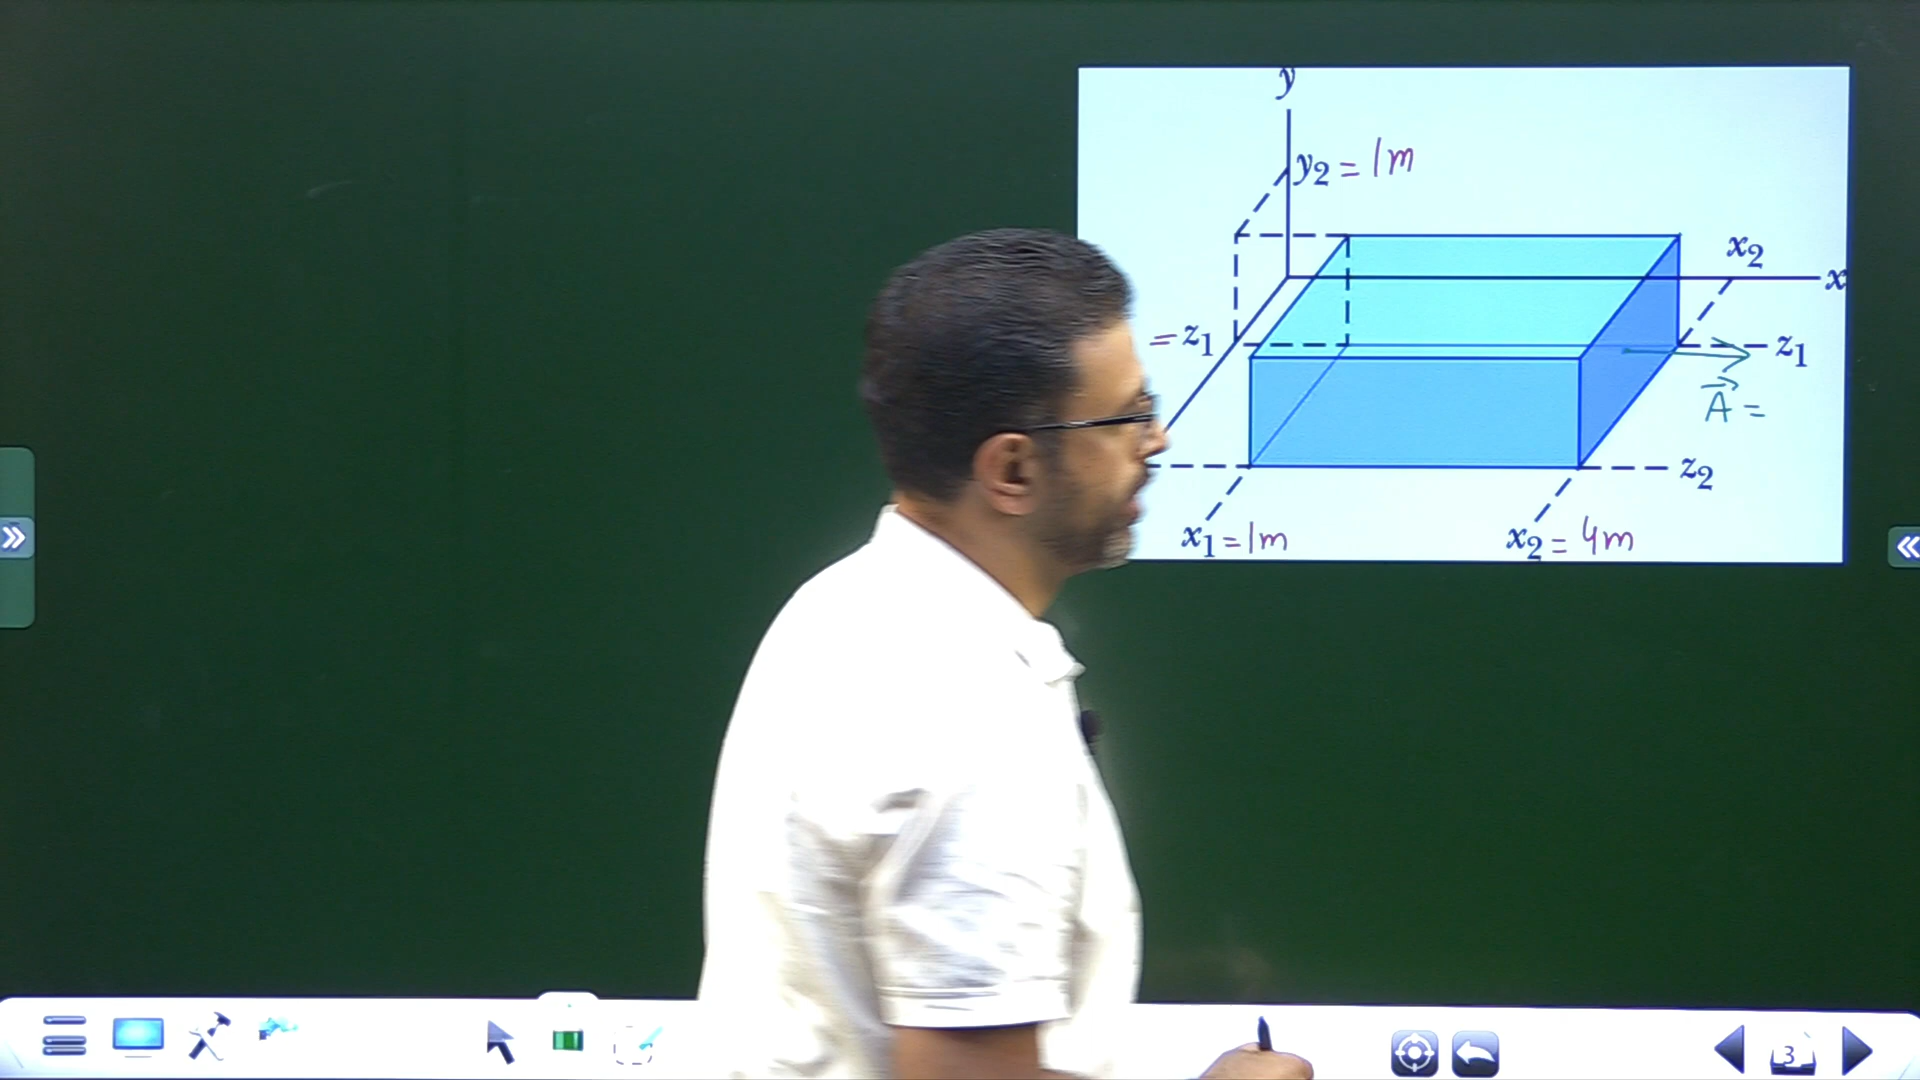 y
y₂ = 1m
x₂
x
= z₁
z₁
A⃗ =
z₂
x₁ = 1m
x₂ = 4m
3